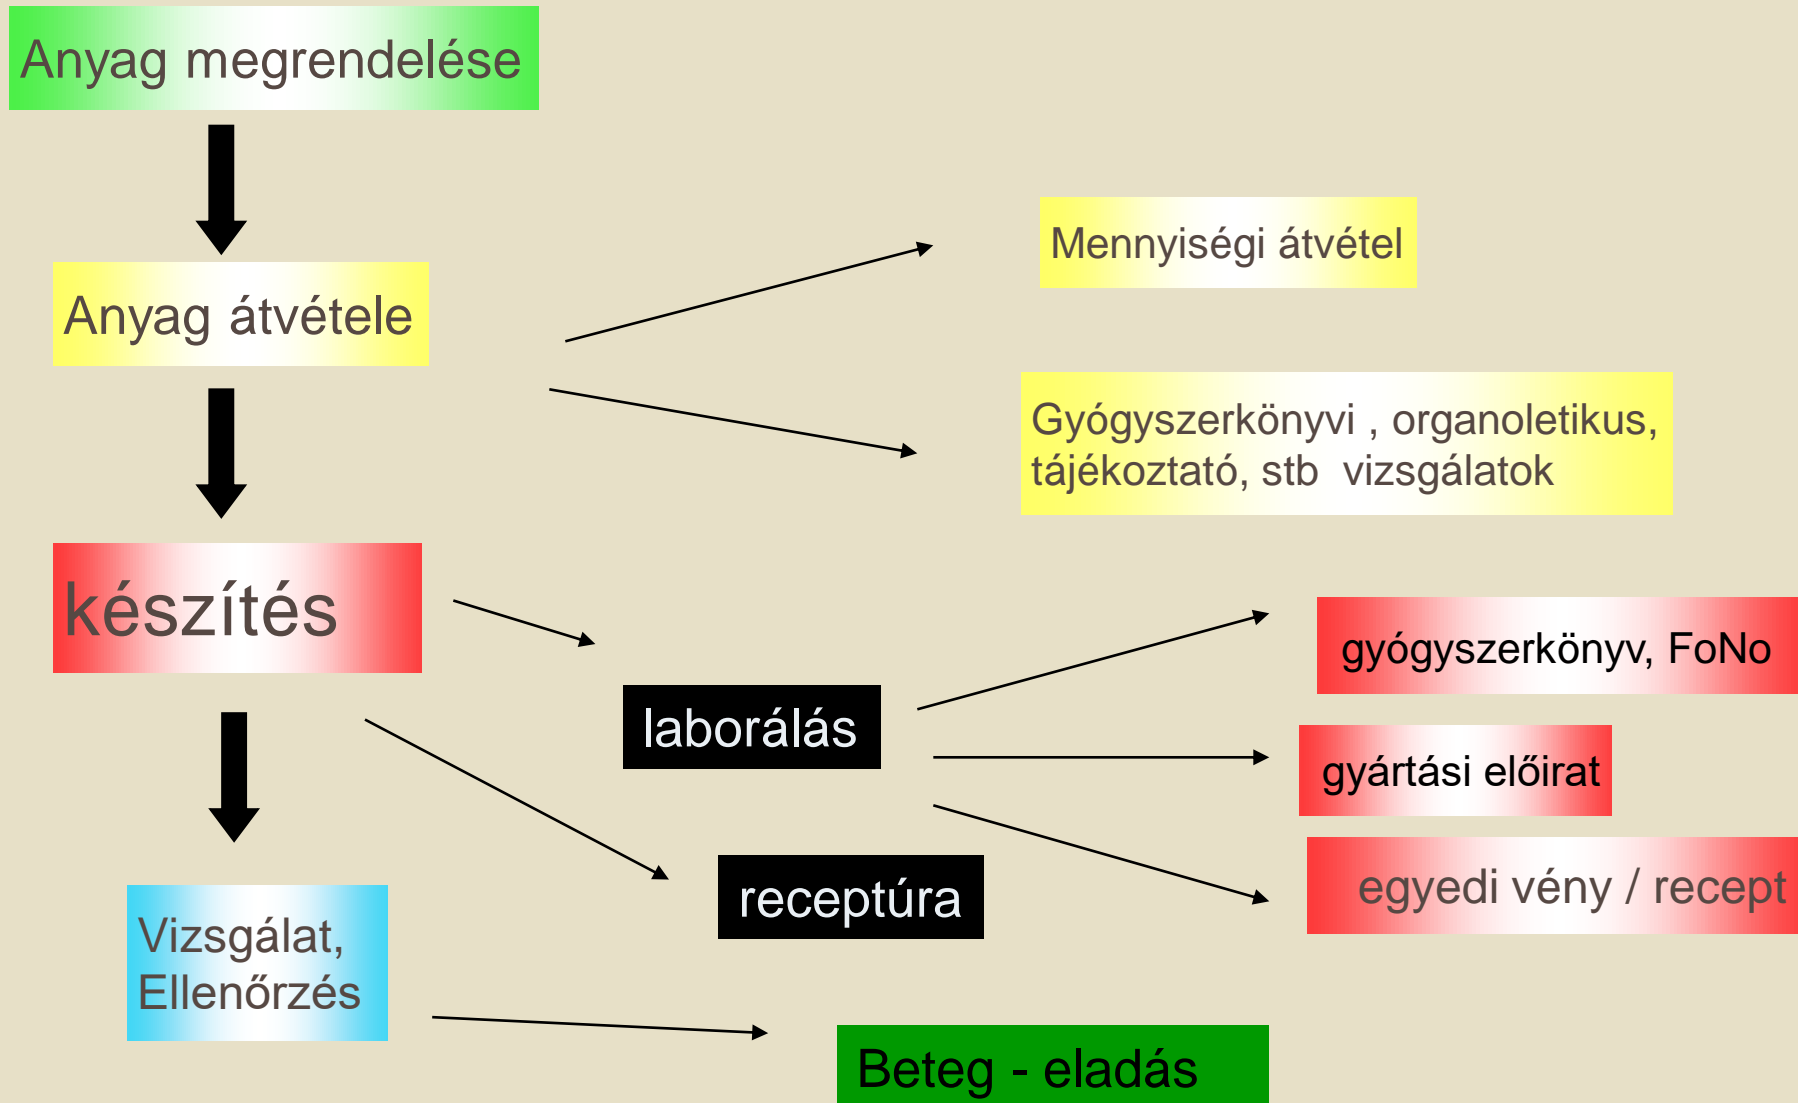 Anyag megrendelése
Mennyiségi átvétel
Anyag átvétele
Gyógyszerkönyvi , organoletikus,
tájékoztató, stb  vizsgálatok
készítés
gyógyszerkönyv, FoNo
laborálás
gyártási előirat
receptúra
egyedi vény / recept
Vizsgálat,
Ellenőrzés
Beteg - eladás